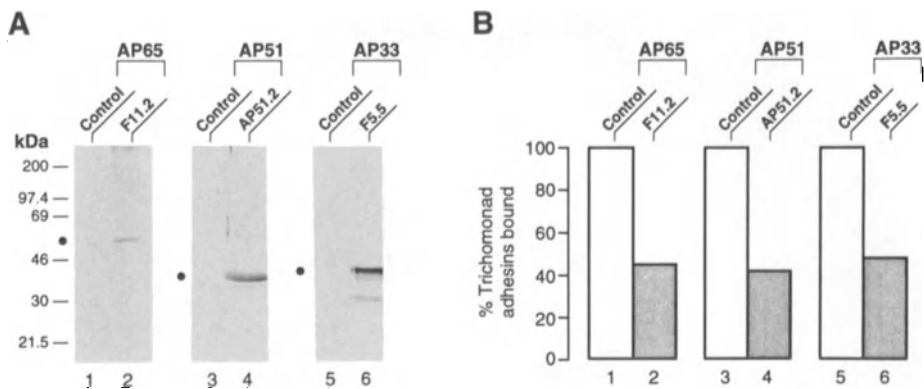 A
AP65
AP51
AP33
Control
F11.2
Control
AP51.2
Control
F5.5
kDa
200
97.4
69
46
30
21.5
1 2 3 4 5 6
B
AP65
AP51
AP33
Control
F11.2
Control
AP51.2
Control
F5.5
% Trichomonad
adhesins bound
100
80
60
40
20
0
1 2 3 4 5 6